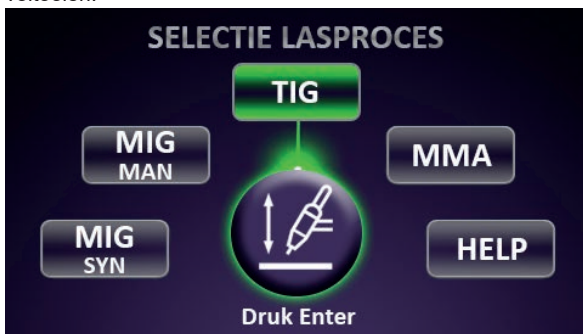 SELECTIE LASPROCES
TIG
MIG
MAN
MMA
MIG
SYN
HELP
Druk Enter